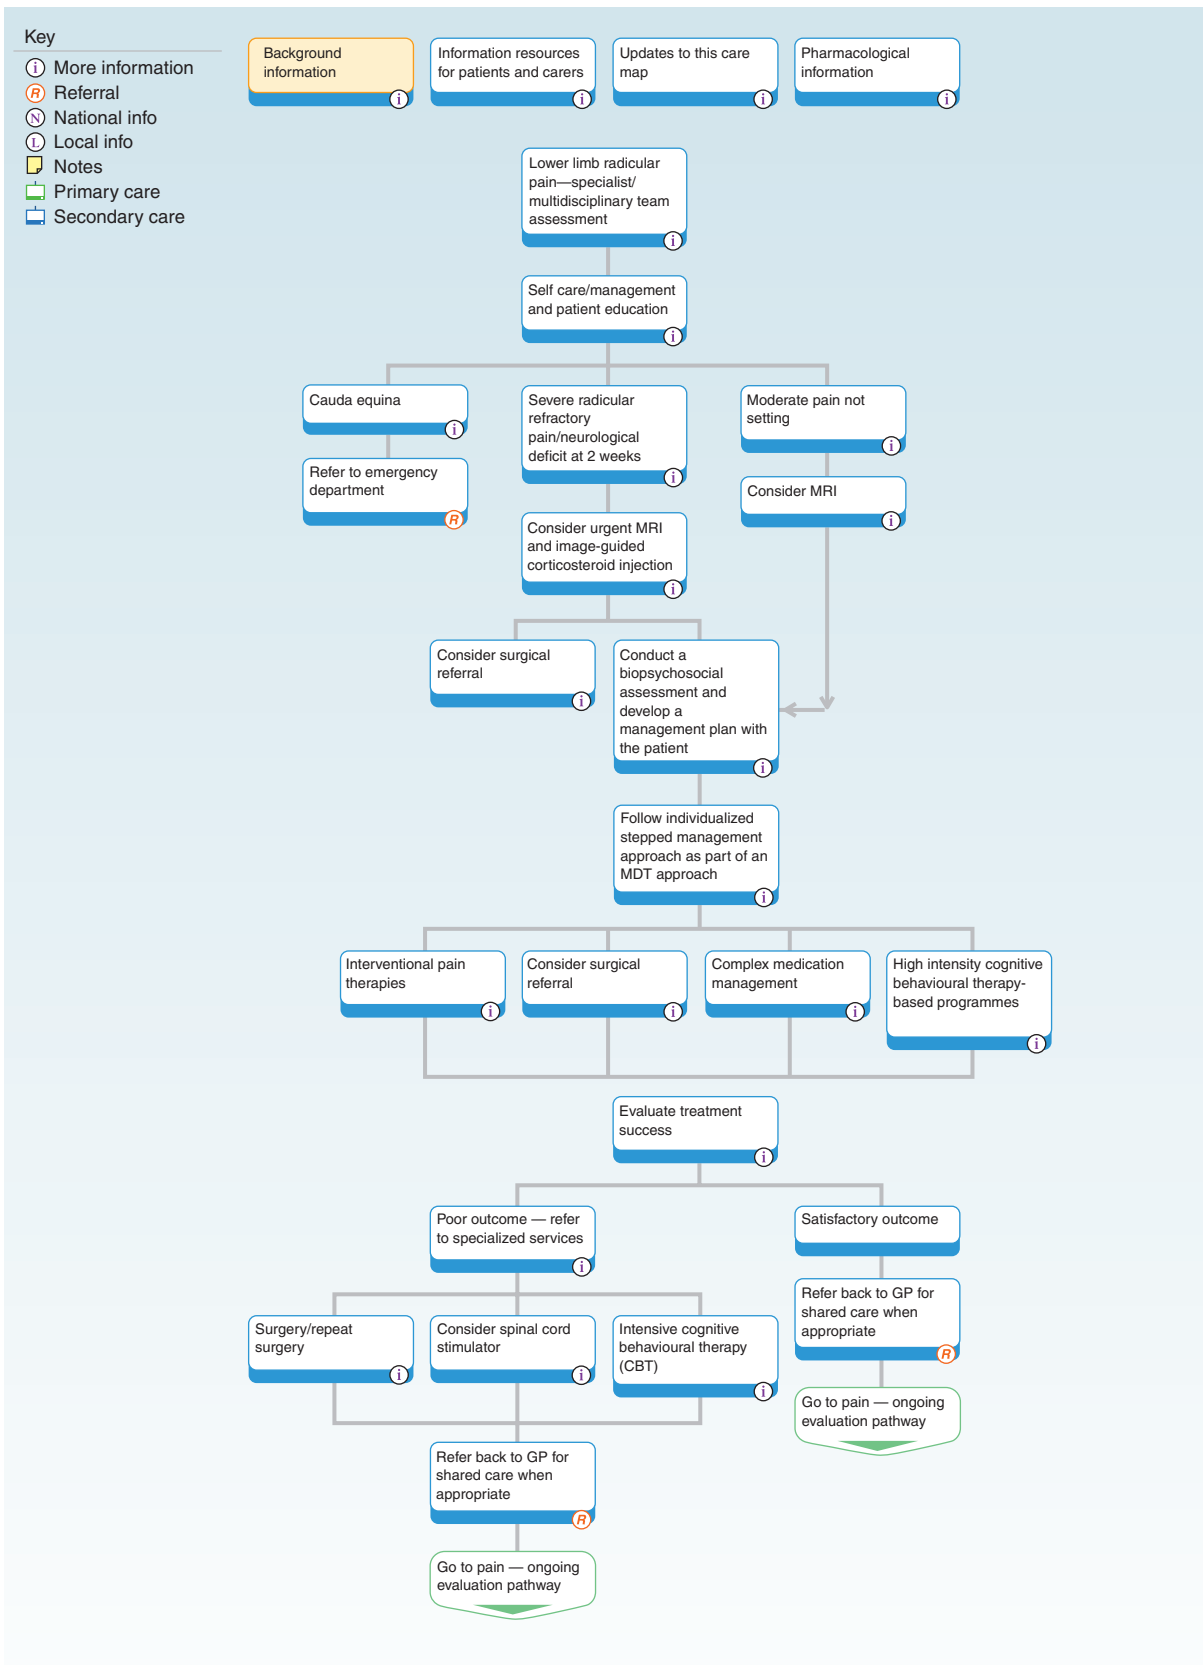 Key
i More information
R Referral
N National info
L Local info
Notes
Primary care
Secondary care
Background
information
i
Information resources
for patients and carers
i
Updates to this care
map
i
Pharmacological
information
i
Lower limb radicular
pain—specialist/
multidisciplinary team
assessment
i
Self care/management
and patient education
i
Cauda equina
i
Refer to emergency
department
R
Severe radicular
refractory
pain/neurological
deficit at 2 weeks
i
Moderate pain not
setting
i
Consider MRI
i
Consider urgent MRI
and image-guided
corticosteroid injection
i
Consider surgical
referral
i
Conduct a
biopsychosocial
assessment and
develop a
management plan with
the patient
i
Follow individualized
stepped management
approach as part of an
MDT approach
i
Interventional pain
therapies
i
Consider surgical
referral
i
Complex medication
management
i
High intensity cognitive
behavioural therapy-
based programmes
i
Evaluate treatment
success
i
Poor outcome — refer
to specialized services
i
Satisfactory outcome
Refer back to GP for
shared care when
appropriate
R
Go to pain — ongoing
evaluation pathway
Surgery/repeat
surgery
i
Consider spinal cord
stimulator
i
Intensive cognitive
behavioural therapy
(CBT)
i
Refer back to GP for
shared care when
appropriate
R
Go to pain — ongoing
evaluation pathway